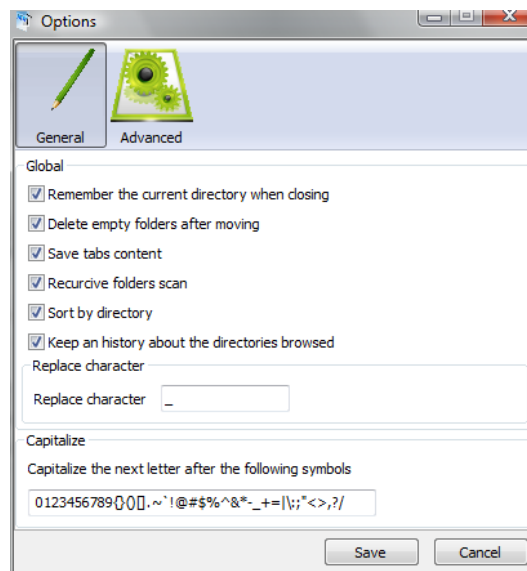 Options
General Advanced
Global
Remember the current directory when closing
Delete empty folders after moving
Save tabs content
Recurcive folders scan
Sort by directory
Keep an history about the directories browsed
Replace character
Replace character _
Capitalize
Capitalize the next letter after the following symbols
0123456789{}()[].~`!@#$%^&*-_+=|\:;"<>,?/
Save Cancel